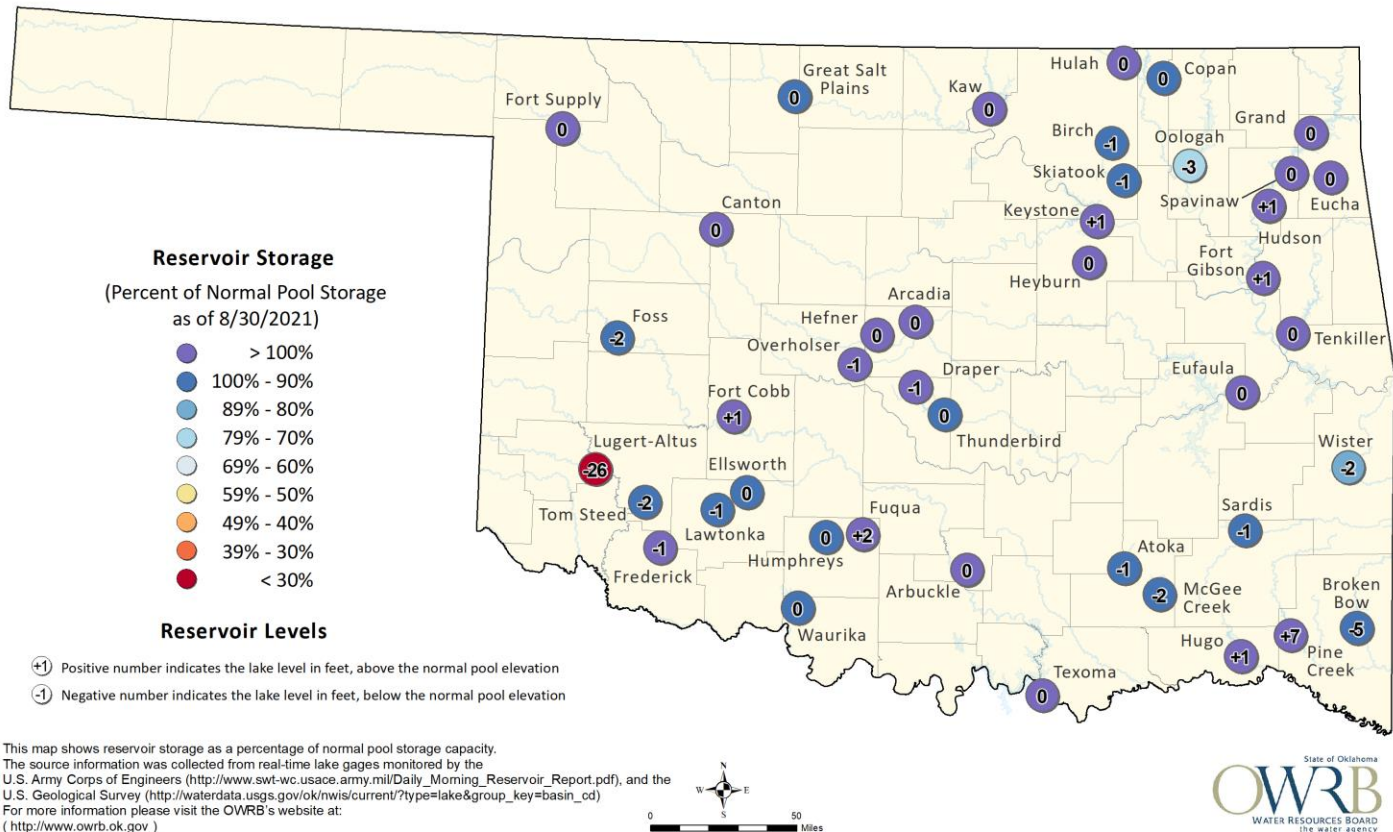 Great Salt
Plains
0
Fort Supply
0
Kaw
0
Hulah
0
Copan
0
Birch
-1
Oologah
-3
Grand
0
Skiatook
-1
Spavinaw
0
0
Eucha
Canton
0
Keystone
+1
+1
Hudson
Heyburn
0
Fort
Gibson
+1
Foss
-2
Arcadia
0
Hefner
0
Overholser
-1
Tenkiller
0
Draper
-1
Eufaula
0
Fort Cobb
+1
0
Thunderbird
Lugert-Altus
-26
Wister
-2
Ellsworth
0
Tom Steed
-2
-1
Lawtonka
Fuqua
+2
0
Humphreys
Sardis
-1
-1
Frederick
Arbuckle
0
Atoka
-1
-2
McGee
Creek
Broken
Bow
-5
0
Waurika
Hugo
+1
+7
Pine
Creek
Texoma
0
Reservoir Storage
(Percent of Normal Pool Storage
as of 8/30/2021)
> 100%
100% - 90%
89% - 80%
79% - 70%
69% - 60%
59% - 50%
49% - 40%
39% - 30%
< 30%
Reservoir Levels
+1 Positive number indicates the lake level in feet, above the normal pool elevation
-1 Negative number indicates the lake level in feet, below the normal pool elevation
This map shows reservoir storage as a percentage of normal pool storage capacity.
The source information was collected from real-time lake gages monitored by the
U.S. Army Corps of Engineers (http://www.swt-wc.usace.army.mil/Daily_Morning_Reservoir_Report.pdf), and the
U.S. Geological Survey (http://waterdata.usgs.gov/ok/nwis/current/?type=lake&group_key=basin_cd)
For more information please visit the OWRB's website at:
( http://www.owrb.ok.gov )
N
W E
S
0 50
Miles
State of Oklahoma
OWRB
WATER RESOURCES BOARD
the water agency